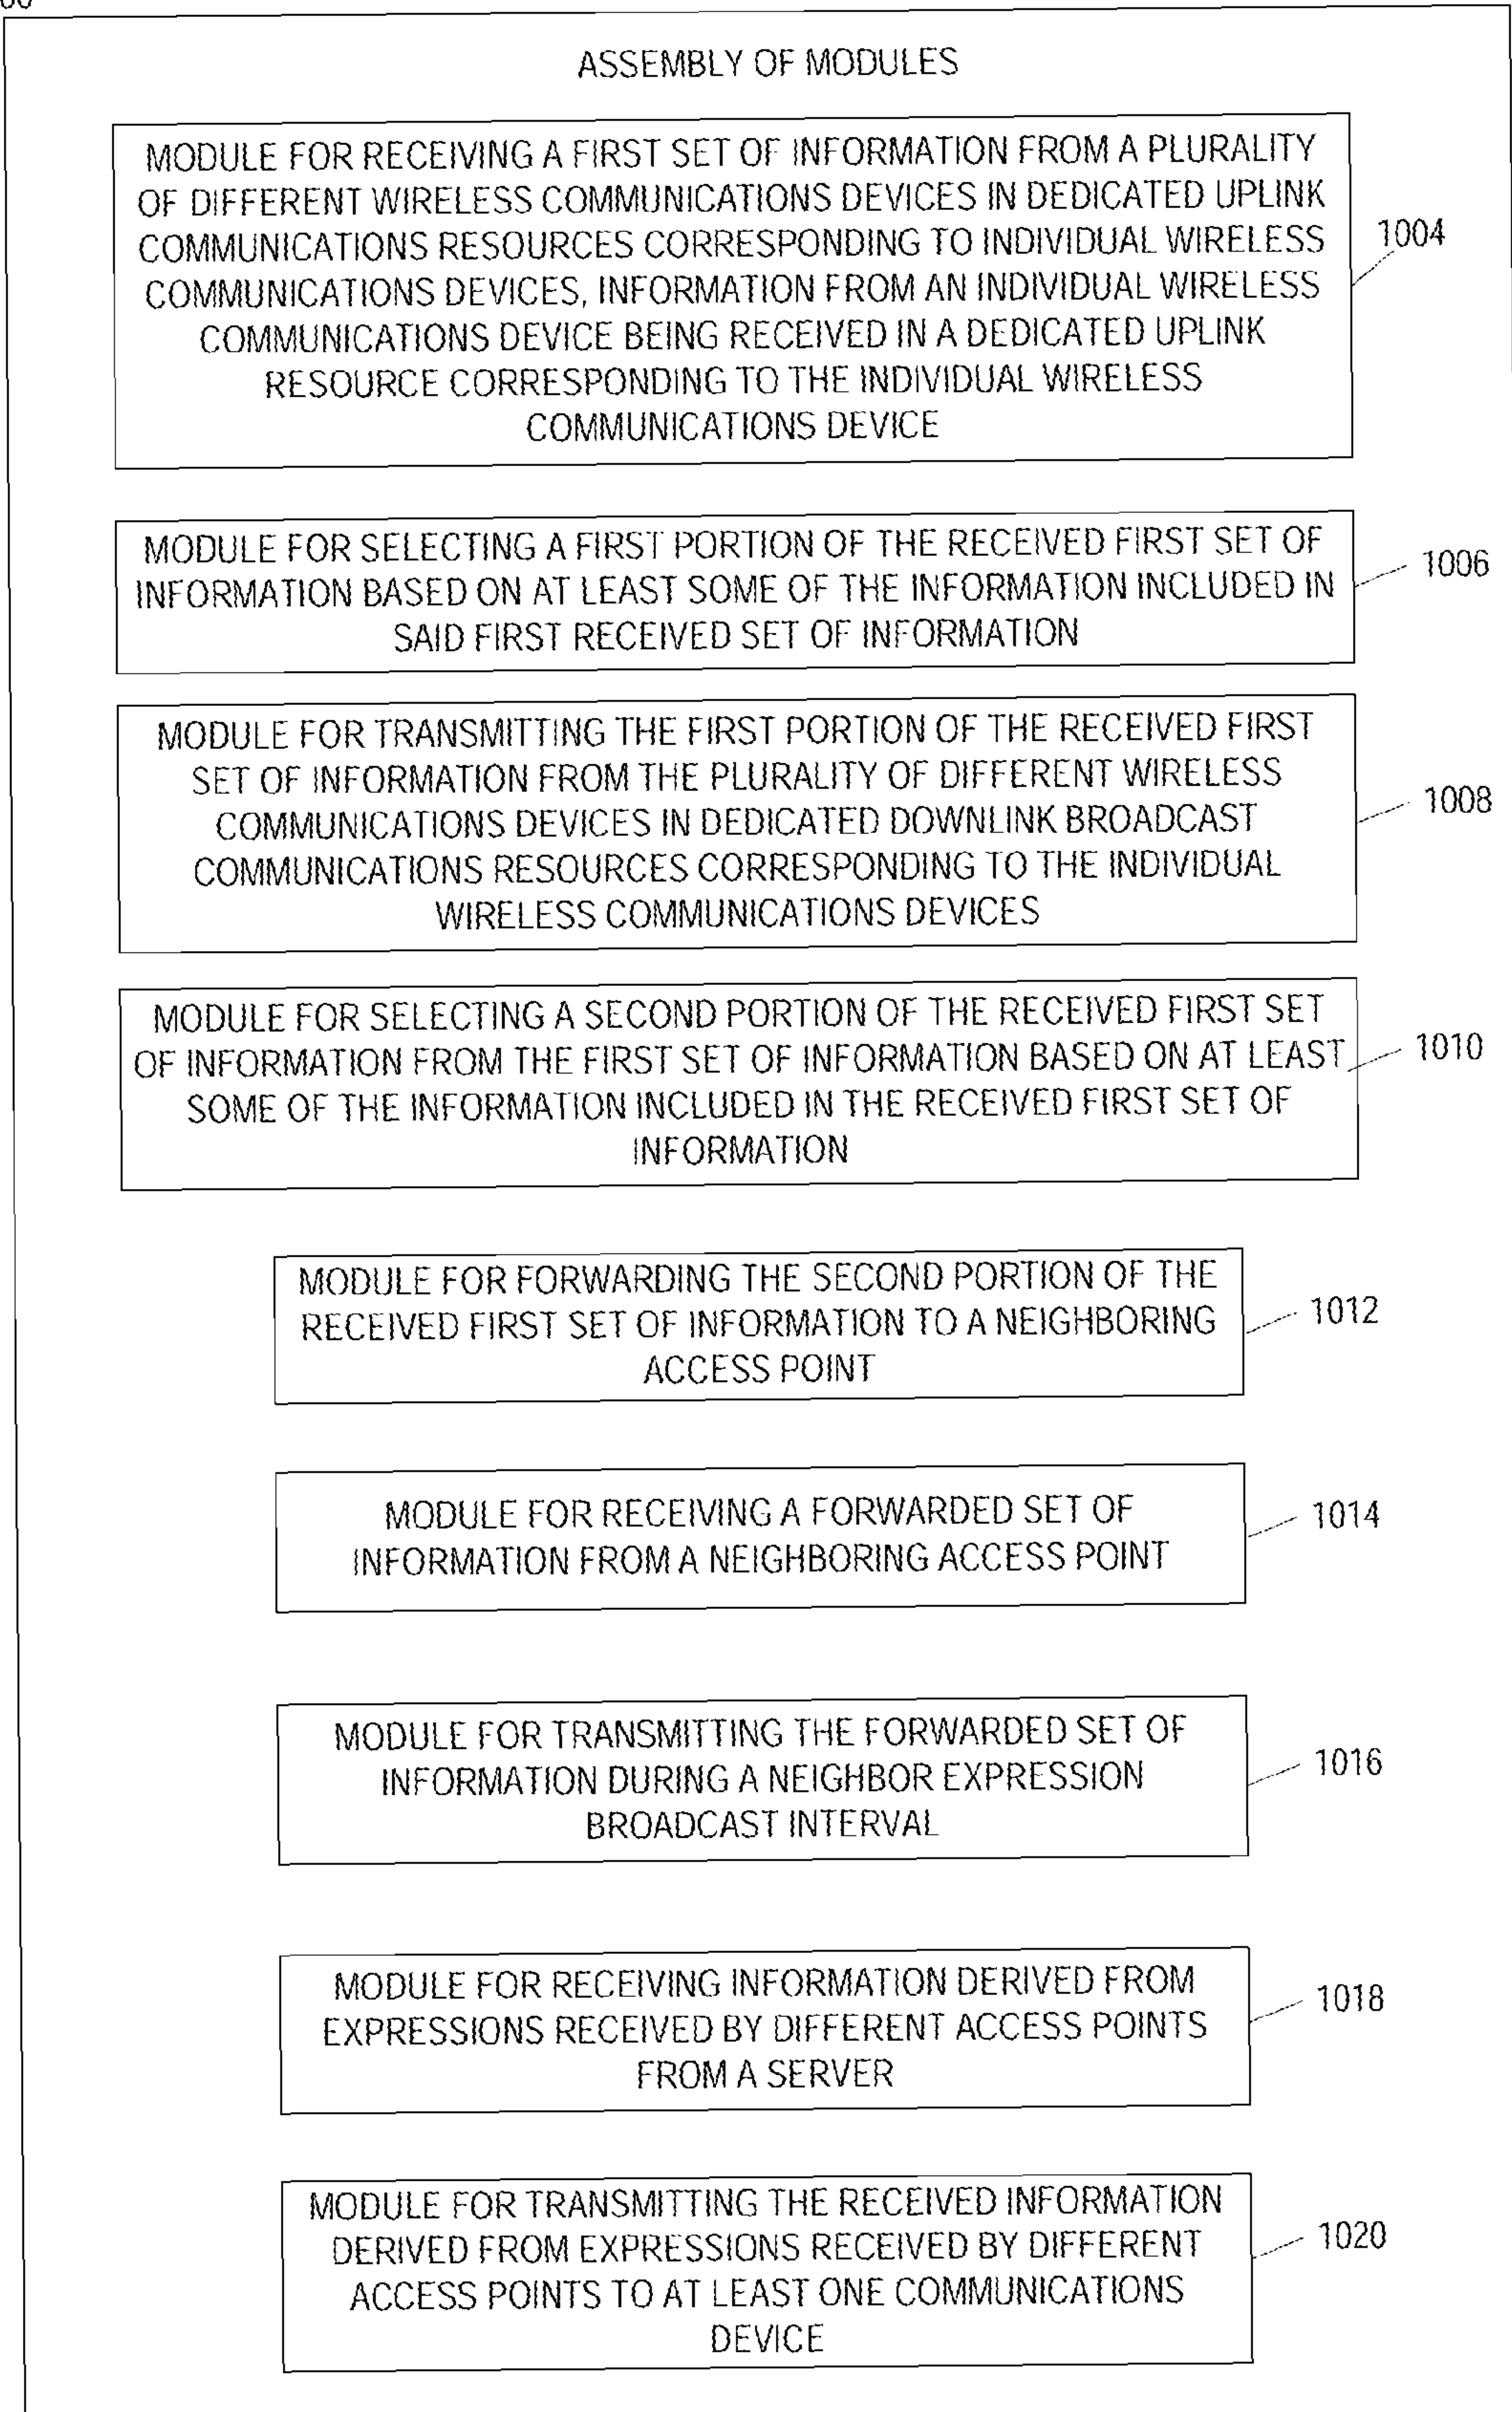 ASSEMBLY OF MODULES
MODULE FOR RECEIVING A FIRST SET OF INFORMATION FROM A PLURALITY
OF DIFFERENT WIRELESS COMMUNICATIONS DEVICES IN DEDICATED UPLINK
COMMUNICATIONS RESOURCES CORRESPONDING TO INDIVIDUAL WIRELESS
COMMUNICATIONS DEVICES, INFORMATION FROM AN INDIVIDUAL WIRELESS
COMMUNICATIONS DEVICE BEING RECEIVED IN A DEDICATED UPLINK
RESOURCE CORRESPONDING TO THE INDIVIDUAL WIRELESS
COMMUNICATIONS DEVICE
1004
MODULE FOR SELECTING A FIRST PORTION OF THE RECEIVED FIRST SET OF
INFORMATION BASED ON AT LEAST SOME OF THE INFORMATION INCLUDED IN
SAID FIRST RECEIVED SET OF INFORMATION
1006
MODULE FOR TRANSMITTING THE FIRST PORTION OF THE RECEIVED FIRST
SET OF INFORMATION FROM THE PLURALITY OF DIFFERENT WIRELESS
COMMUNICATIONS DEVICES IN DEDICATED DOWNLINK BROADCAST
COMMUNICATIONS RESOURCES CORRESPONDING TO THE INDIVIDUAL
WIRELESS COMMUNICATIONS DEVICES
1008
MODULE FOR SELECTING A SECOND PORTION OF THE RECEIVED FIRST SET
OF INFORMATION FROM THE FIRST SET OF INFORMATION BASED ON AT LEAST
SOME OF THE INFORMATION INCLUDED IN THE RECEIVED FIRST SET OF
INFORMATION
1010
MODULE FOR FORWARDING THE SECOND PORTION OF THE
RECEIVED FIRST SET OF INFORMATION TO A NEIGHBORING
ACCESS POINT
1012
MODULE FOR RECEIVING A FORWARDED SET OF
INFORMATION FROM A NEIGHBORING ACCESS POINT
1014
MODULE FOR TRANSMITTING THE FORWARDED SET OF
INFORMATION DURING A NEIGHBOR EXPRESSION
BROADCAST INTERVAL
1016
MODULE FOR RECEIVING INFORMATION DERIVED FROM
EXPRESSIONS RECEIVED BY DIFFERENT ACCESS POINTS
FROM A SERVER
1018
MODULE FOR TRANSMITTING THE RECEIVED INFORMATION
DERIVED FROM EXPRESSIONS RECEIVED BY DIFFERENT
ACCESS POINTS TO AT LEAST ONE COMMUNICATIONS
DEVICE
1020